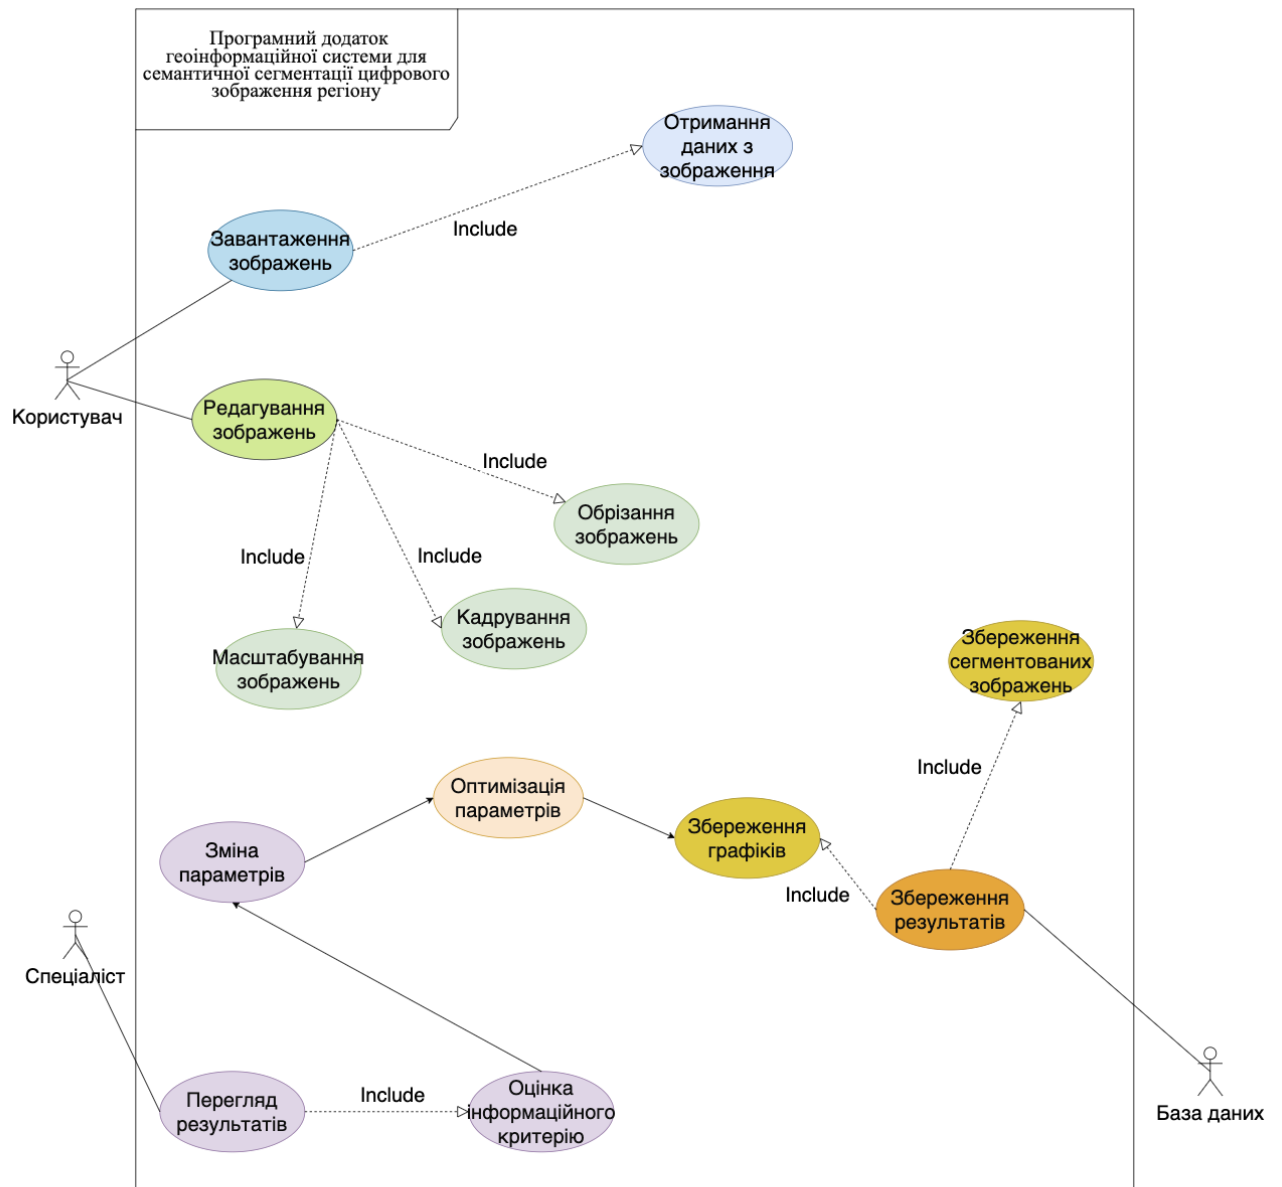 Програмний додаток
геоінформаційної системи для
семантичної сегментації цифрового
зображення регіону
Отримання
даних з
зображення
Include
Завантаження
зображень
Користувач
Редагування
зображень
Include
Обрізання
зображень
Include
Include
Кадрування
зображень
Масштабування
зображень
Збереження
сегментованих
зображень
Include
Оптимізація
параметрів
Збереження
графіків
Зміна
параметрів
Include
Збереження
результатів
Спеціаліст
Перегляд
результатів
Include
Оцінка
інформаційного
критерію
База даних